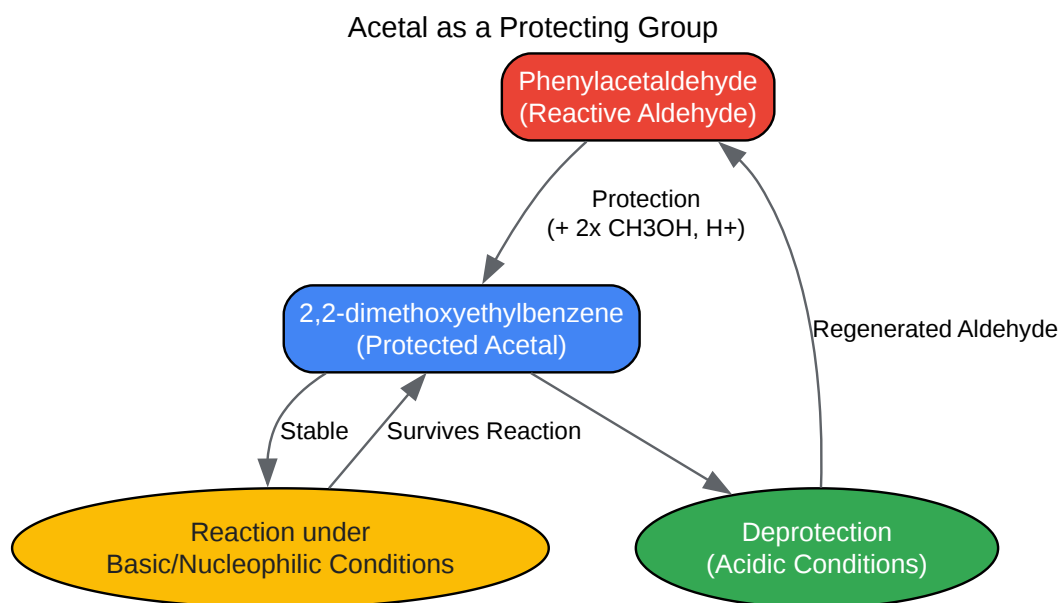 Acetal as a Protecting Group
Phenylacetaldehyde
(Reactive Aldehyde)
Protection
(+ 2x CH3OH, H+)
2,2-dimethoxyethylbenzene
(Protected Acetal)
Regenerated Aldehyde
Stable
Survives Reaction
Reaction under
Basic/Nucleophilic Conditions
Deprotection
(Acidic Conditions)